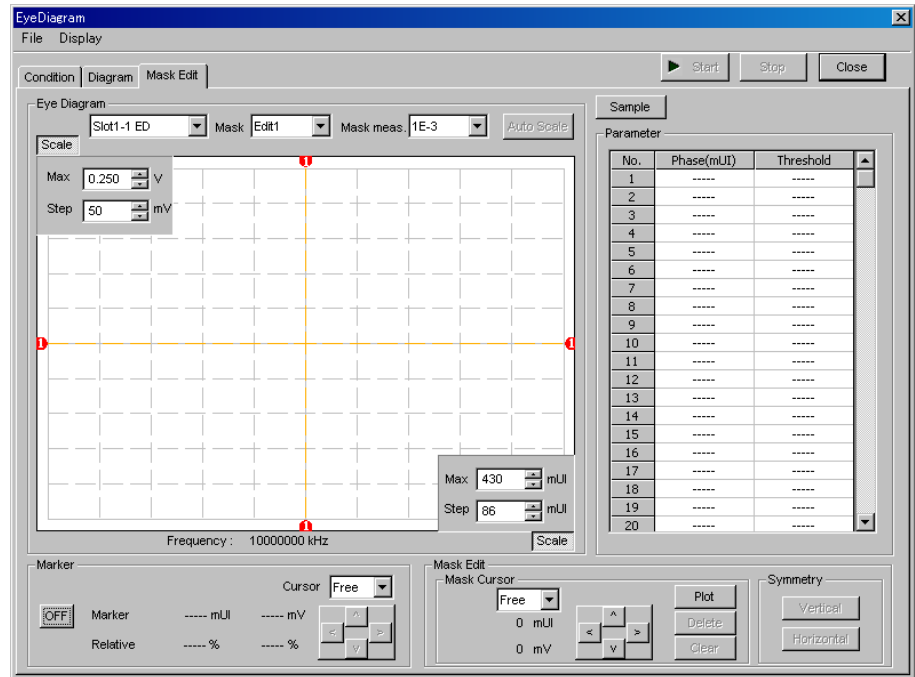 EyeDiagram
File Display
Start Stop Close
Condition Diagram Mask Edit
Eye Diagram
Slot1-1 ED Mask Edit1 Mask meas. 1E-3 Auto Scale
Scale
Max 0.250 V
Step 50 mV
1
1
1
1
Max 430 mUI
Step 86 mUI
Frequency : 10000000 kHz
Scale
Sample
Parameter
No. Phase(mUI) Threshold
1 ----- -----
2 ----- -----
3 ----- -----
4 ----- -----
5 ----- -----
6 ----- -----
7 ----- -----
8 ----- -----
9 ----- -----
10 ----- -----
11 ----- -----
12 ----- -----
13 ----- -----
14 ----- -----
15 ----- -----
16 ----- -----
17 ----- -----
18 ----- -----
19 ----- -----
20 ----- -----
Marker
Cursor Free
OFF Marker ----- mUI ----- mV
Relative ----- % ----- %
^
< >
v
Mask Edit
Mask Cursor
Free
0 mUI
0 mV
^
< >
v
Plot
Delete
Clear
Symmetry
Vertical
Horizontal